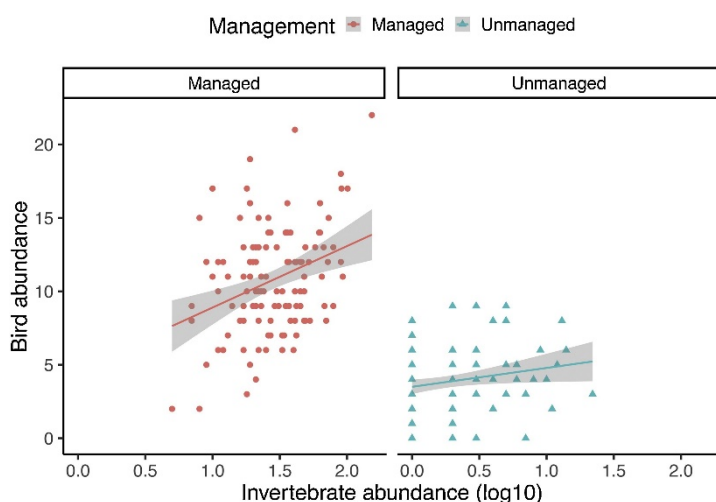 Management Managed Unmanaged
Managed Unmanaged
20
15
10
5
0
Bird abundance
0.0 0.5 1.0 1.5 2.0 0.0 0.5 1.0 1.5 2.0
Invertebrate abundance (log10)